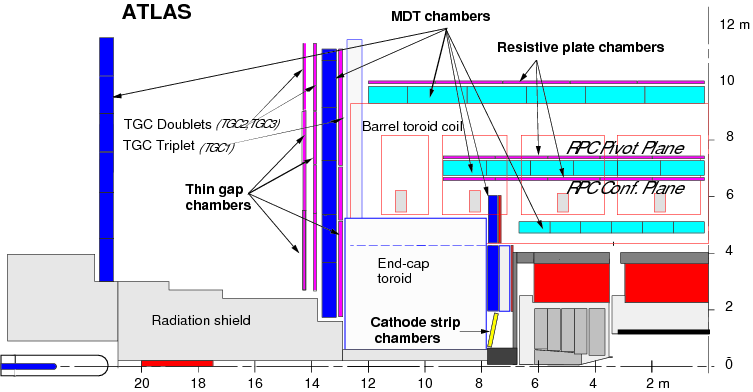 ATLAS
MDT chambers
12 m
Resistive plate chambers
10
TGC Doublets (TGC2/TGC3)
TGC Triplet (TGC1)
Barrel toroid coil
8
RPC Pivot Plane
Thin gap
chambers
RPC Conf. Plane
6
4
End-cap
toroid
2
Radiation shield
Cathode strip
chambers
0
20
18
16
14
12
10
8
6
4
2 m